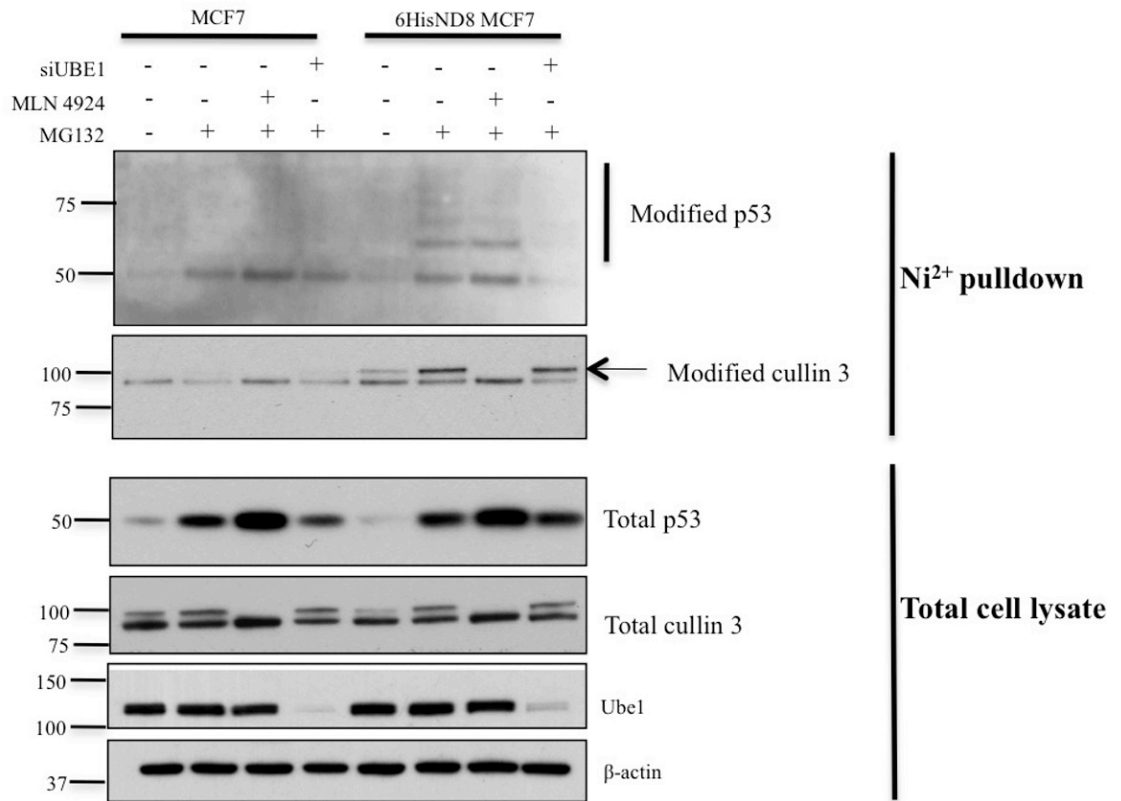 MCF7 6HisND8 MCF7
siUBE1 - - - + - - - +
MLN 4924 - - + - - - + -
MG132 - + + + - + + +
75
Modified p53
50
Ni2+ pulldown
100
Modified cullin 3
75
50
Total p53
100
Total cullin 3
75
Total cell lysate
150
Ube1
100
β-actin
37